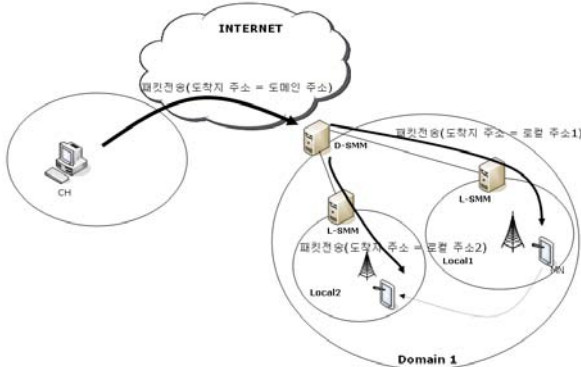 INTERNET
패킷전송(도착지 주소 = 도메인 주소)
패킷전송(도착지 주소 = 로컬 주소1)
D-SMM
CH
L-SMM
L-SMM
패킷전송(도착지 주소 = 로컬 주소2)
Local1
MN
Local2
Domain 1